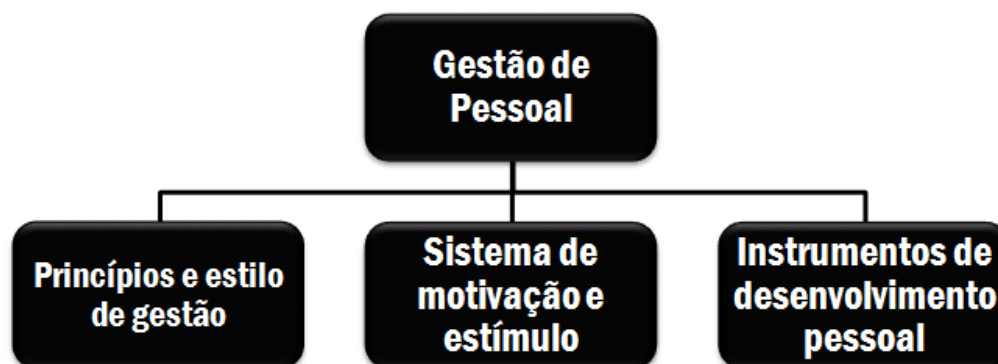 Gestão de
Pessoal
Princípios e estilo
de gestão
Sistema de
motivação e
estímulo
Instrumentos de
desenvolvimento
pessoal